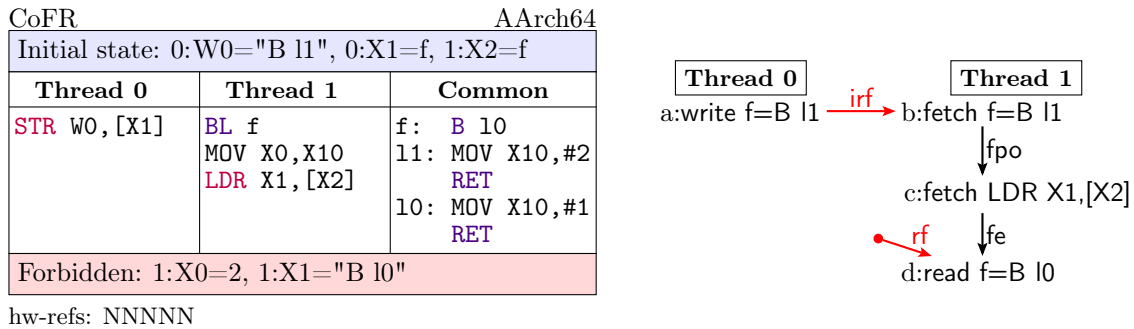 CoFR AArch64
Initial state: 0:W0="B l1", 0:X1=f, 1:X2=f
Thread 0 Thread 1 Common
STR W0,[X1] BL f f: B l0
MOV X0,X10 l1: MOV X10,#2
LDR X1,[X2] RET
l0: MOV X10,#1
RET
Forbidden: 1:X0=2, 1:X1="B l0"
hw-refs: NNNNN
Thread 0 Thread 1
a:write f=B l1 irf b:fetch f=B l1
fpo
c:fetch LDR X1,[X2]
rf fe
d:read f=B l0